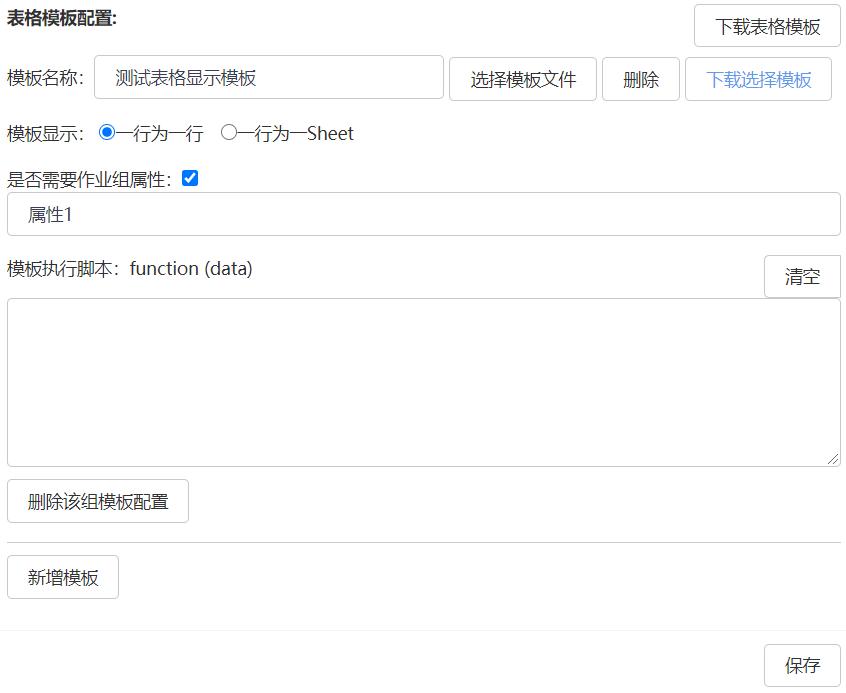 表格模板配置:
下载表格模板
模板名称： 测试表格显示模板 选择模板文件 删除 下载选择模板
模板显示： 一行为一行 一行为一Sheet
是否需要作业组属性：
属性1
模板执行脚本：function (data)
清空
删除该组模板配置
新增模板
保存